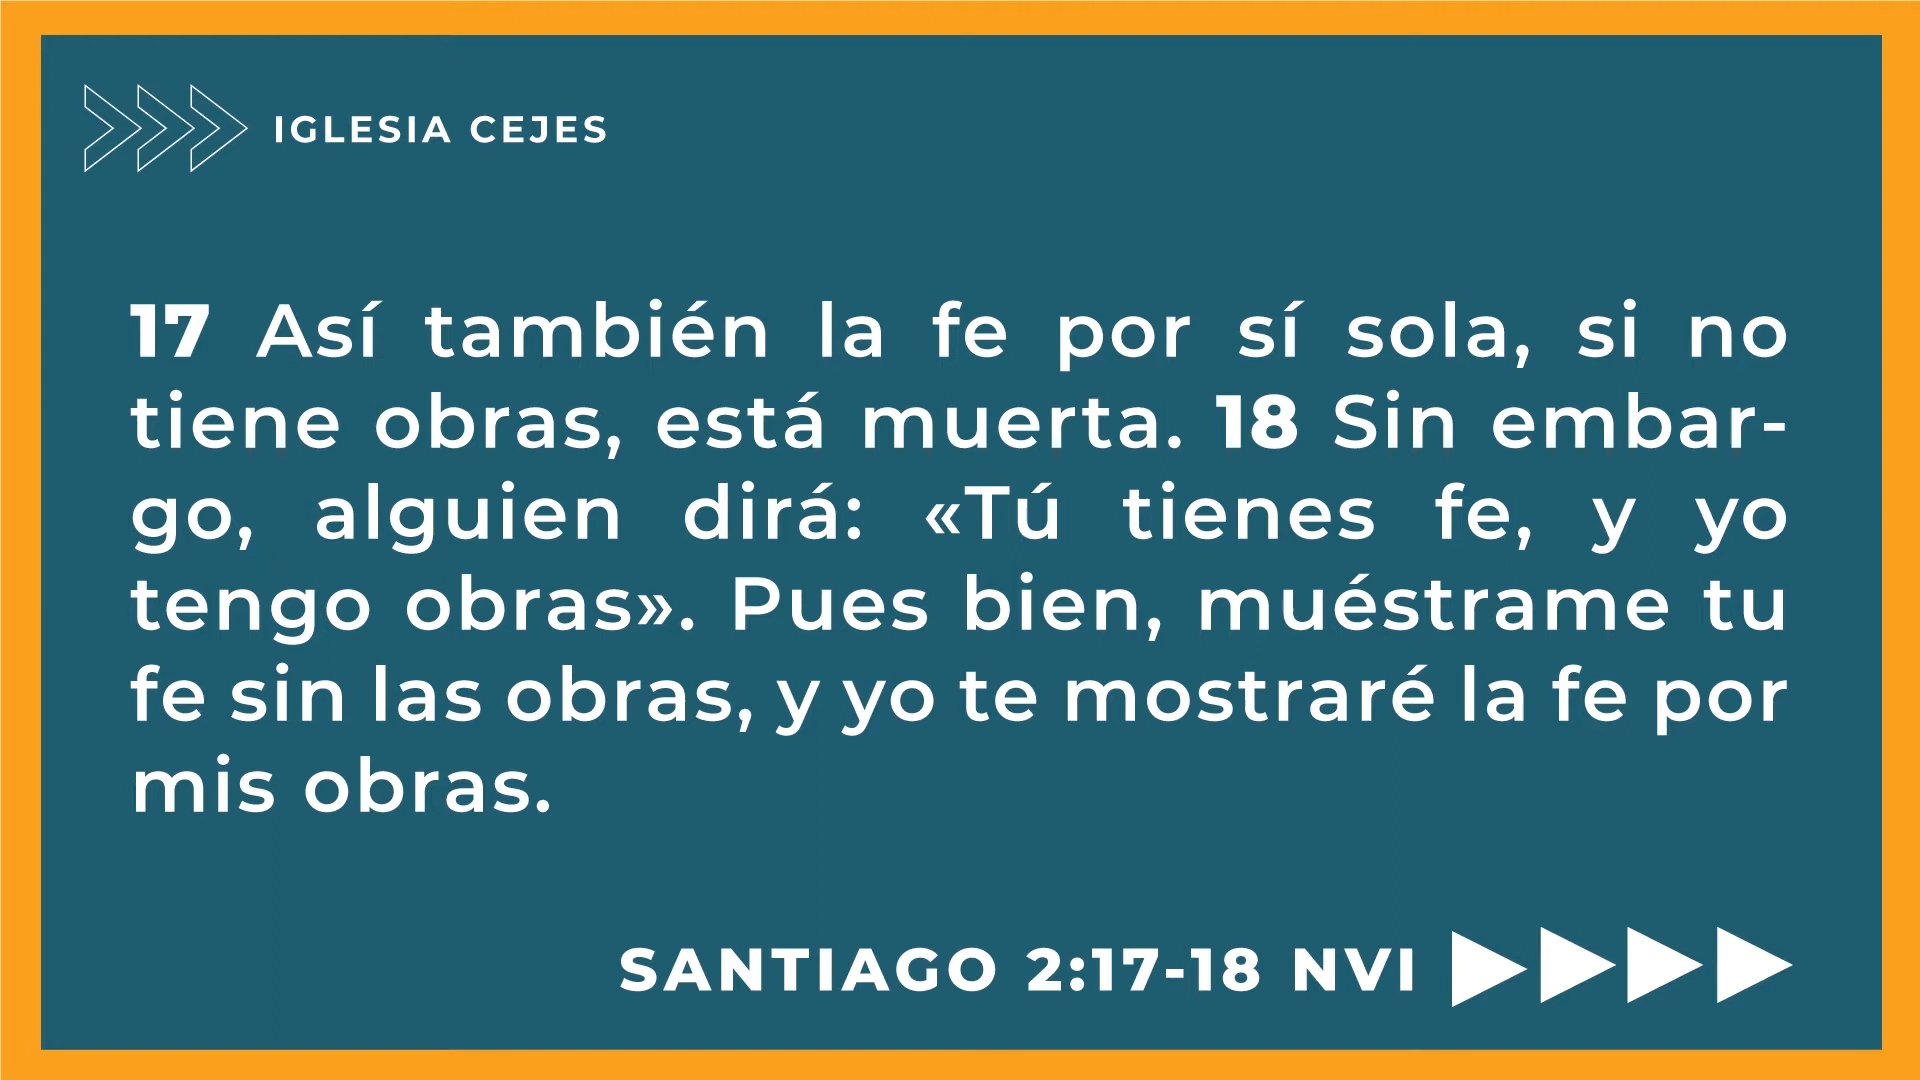 IGLESIA CEJES
17 Así también la fe por sí sola, si no
tiene obras, está muerta. 18 Sin embar-
go, alguien dirá: «Tú tienes fe, y yo
tengo obras». Pues bien, muéstrame tu
fe sin las obras, y yo te mostraré la fe por
mis obras.
SANTIAGO 2:17-18 NVI